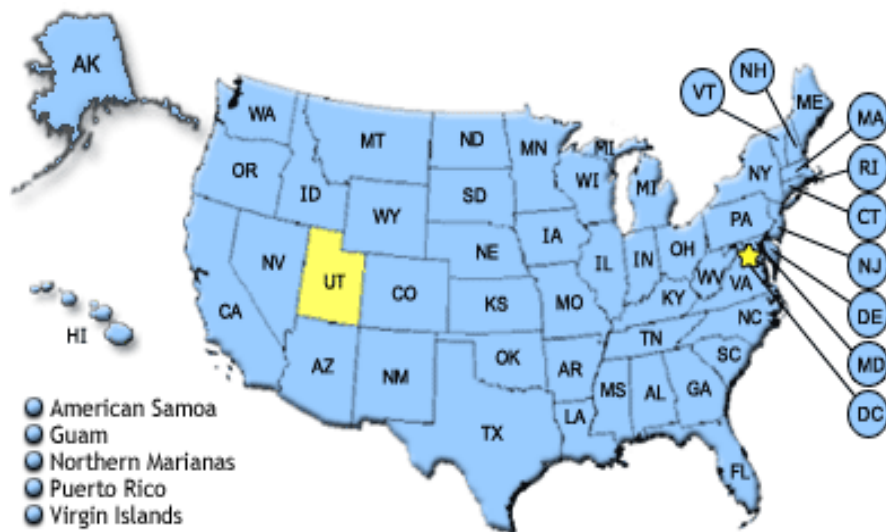 AK
WA
MT
ND
MN
MI
VT
NH
ME
MA
OR
ID
WY
SD
WI
MI
NY
RI
CT
NV
UT
CO
NE
IA
IL
IN
OH
PA
NJ
CA
KS
MO
KY
WV
VA
DE
HI
AZ
NM
OK
AR
TN
NC
MD
SC
DC
TX
LA
MS
AL
GA
FL
American Samoa
Guam
Northern Marianas
Puerto Rico
Virgin Islands